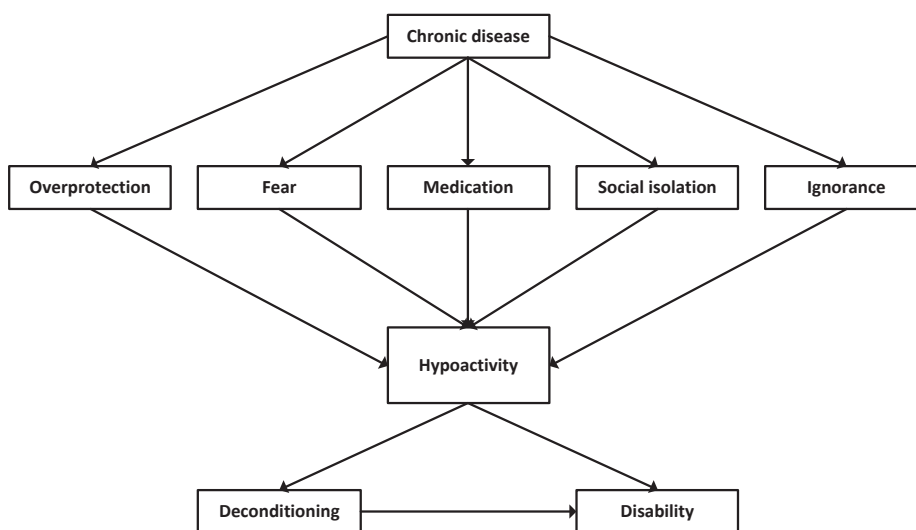 Chronic disease
Overprotection
Fear
Medication
Social isolation
Ignorance
Hypoactivity
Deconditioning
Disability